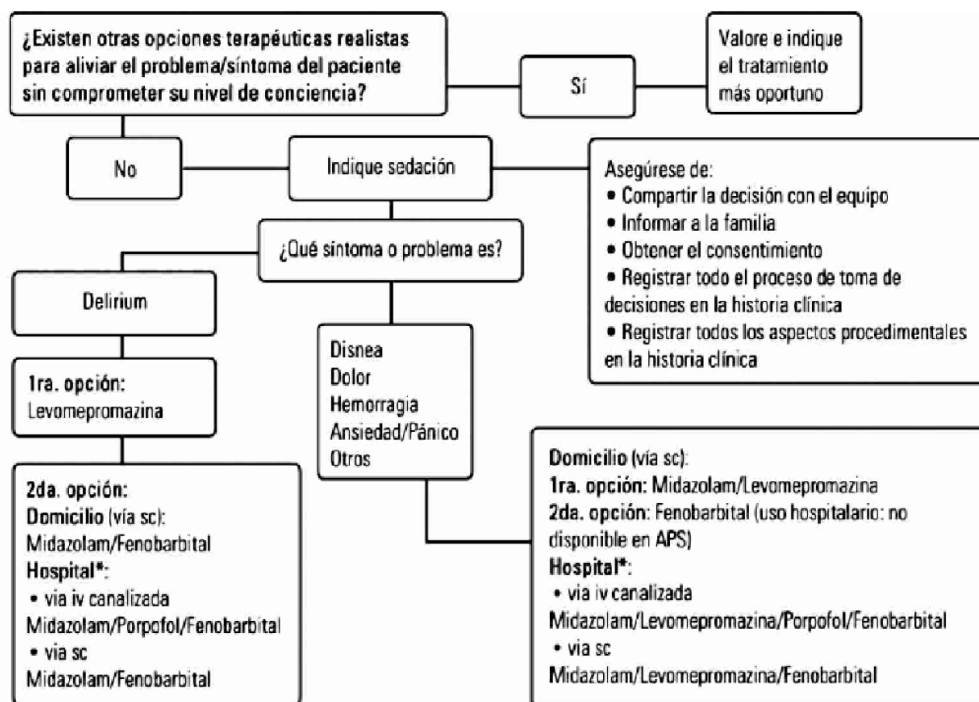 ¿Existen otras opciones terapéuticas realistas
para aliviar el problema/síntoma del paciente
sin comprometer su nivel de conciencia?
Sí
Valore e indique
el tratamiento
más oportuno
No
Indique sedación
Asegúrese de:
• Compartir la decisión con el equipo
• Informar a la familia
• Obtener el consentimiento
• Registrar todo el proceso de toma de
decisiones en la historia clínica
• Registrar todos los aspectos procedimentales
en la historia clínica
¿Qué síntoma o problema es?
Delirium
1ra. opción:
Levomepromazina
2da. opción:
Domicilio (vía sc):
Midazolam/Fenobarbital
Hospital*:
• via iv canalizada
Midazolam/Porpofol/Fenobarbital
• via sc
Midazolam/Fenobarbital
Disnea
Dolor
Hemorragia
Ansiedad/Pánico
Otros
Domicilio (vía sc):
1ra. opción: Midazolam/Levomepromazina
2da. opción: Fenobarbital (uso hospitalario: no
disponible en APS)
Hospital*:
• via iv canalizada
Midazolam/Levomepromazina/Porpofol/Fenobarbital
• via sc
Midazolam/Levomepromazina/Fenobarbital